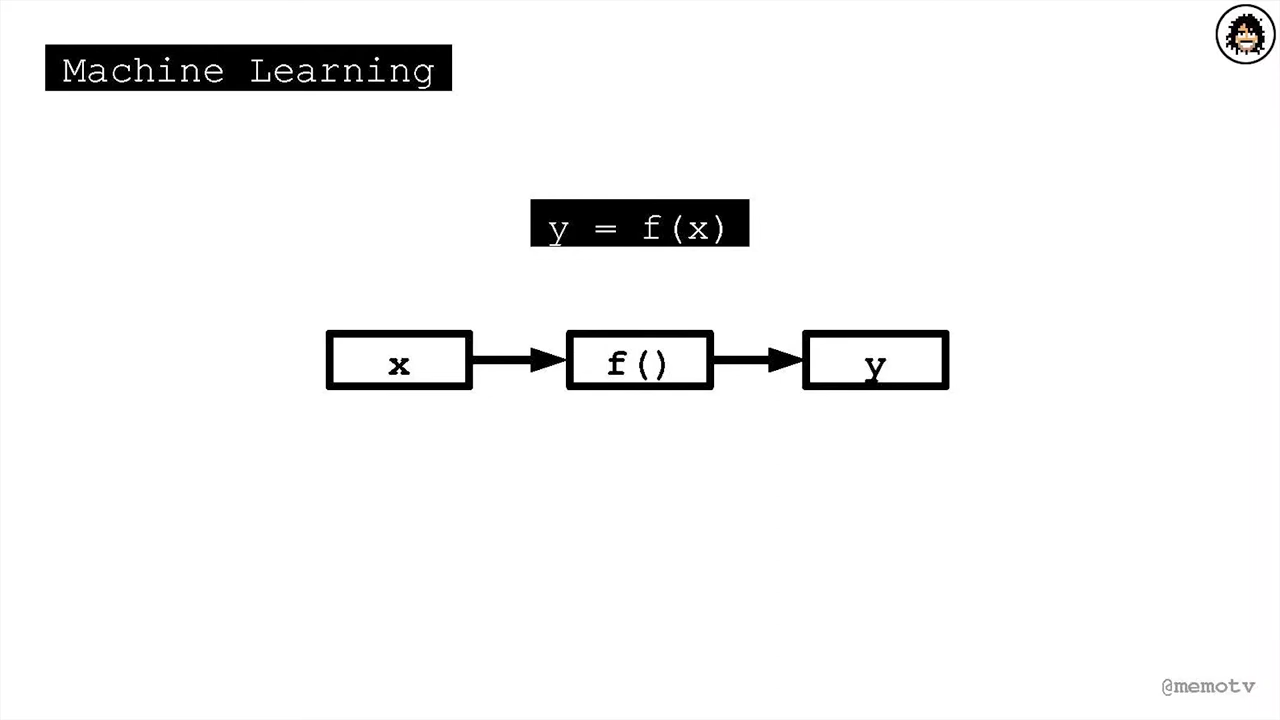 Machine Learning
y = f(x)
x f() y
@memotv